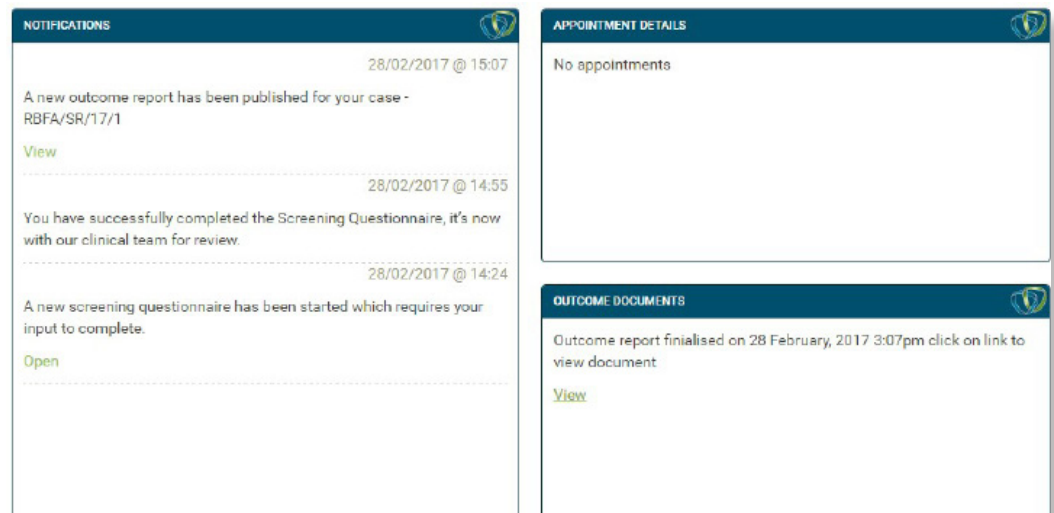 NOTIFICATIONS
28/02/2017 @ 15:07
A new outcome report has been published for your case -
RBFA/SR/17/1
View
28/02/2017 @ 14:55
You have successfully completed the Screening Questionnaire, it's now
with our clinical team for review.
28/02/2017 @ 14:24
A new screening questionnaire has been started which requires your
input to complete.
Open
APPOINTMENT DETAILS
No appointments
OUTCOME DOCUMENTS
Outcome report finialised on 28 February, 2017 3:07pm click on link to
view document
View